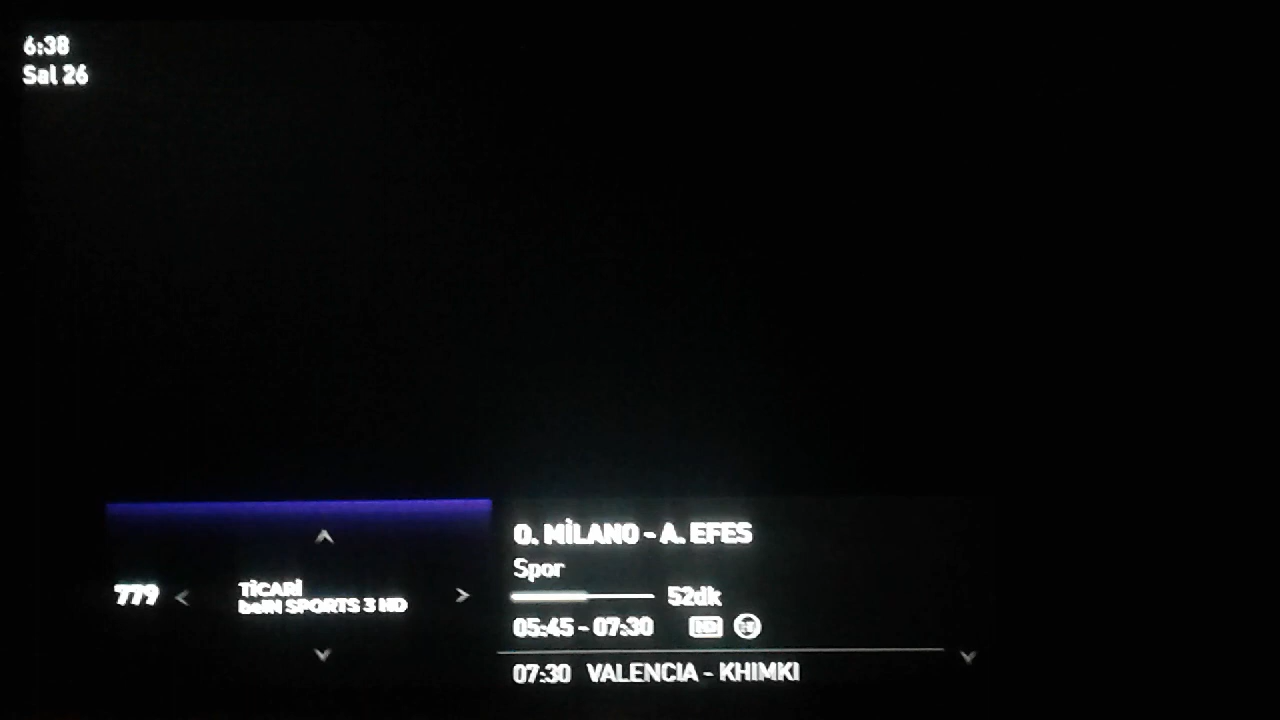 6:38
Sal 26
O. MİLANO - A. EFES
Spor
779
TİCARİ
beIN SPORTS 3 HD
52dk
05:45 - 07:30 HD
07:30 VALENCIA - KHIMKI